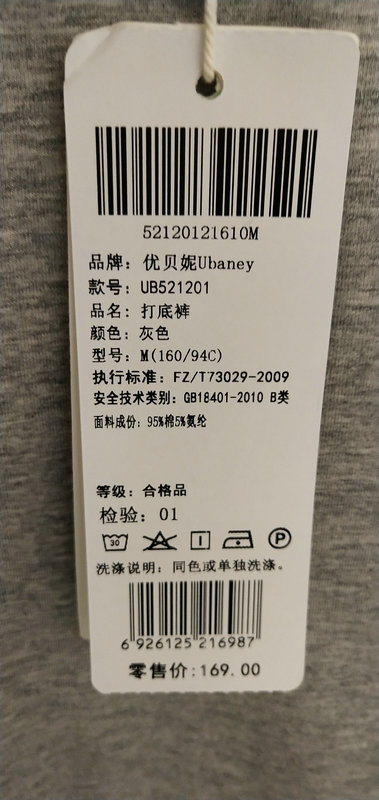 52120121610M
品牌：优贝妮Ubaney
款号：UB521201
品名：打底裤
颜色：灰色
型号：M(160/94C)
执行标准：FZ/T73029-2009
安全技术类别：GB18401-2010 B类
面料成份：95%棉5%氨纶
等级：合格品
检验：01
30 P
洗涤说明：同色或单独洗涤。
6 926125 216987
零售价:169.00